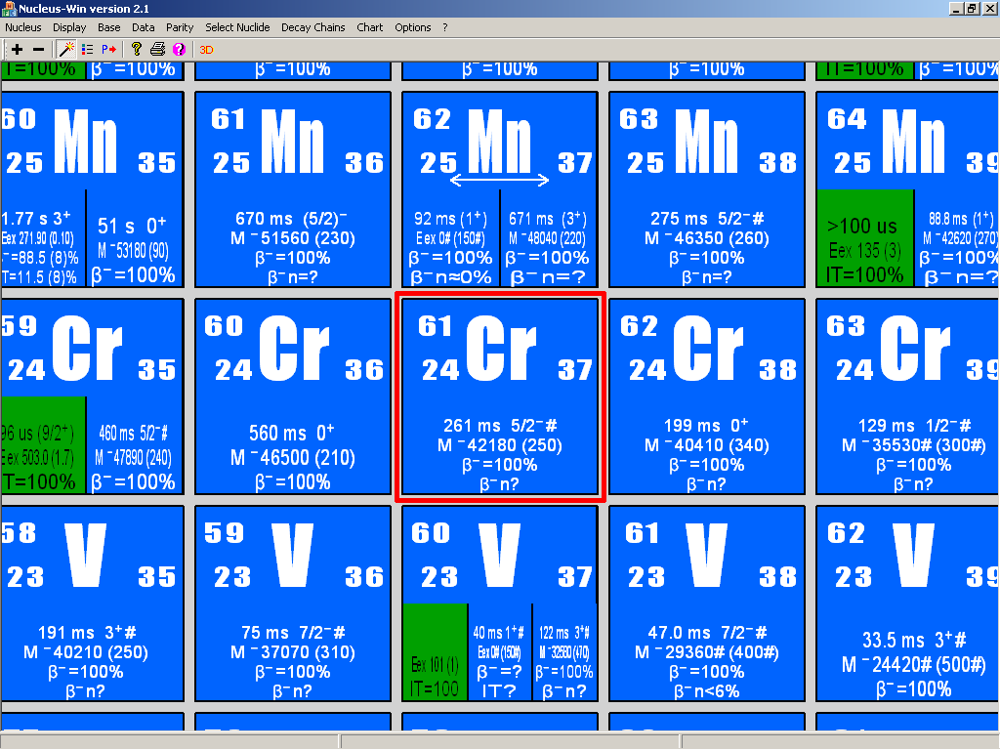 Nucleus-Win version 2.1
Nucleus Display Base Data Parity Select Nuclide Decay Chains Chart Options ?
P 3D
IT=100% β⁻=100% β⁻=100% β⁻=100% β⁻=100% IT=100% β⁻=100%
60 Mn
25 35
1.77 s 3⁺
Eex 271.90 (0.10)
β⁻=88.5 (8)%
IT=11.5 (8)%
51 s 0⁺
M ⁻53180 (90)
β⁻=100%
61 Mn
25 36
670 ms (5/2)⁻
M ⁻51560 (230)
β⁻=100%
β⁻n=?
62 Mn
25 37
92 ms (1⁺)
Eex 0# (150#)
β⁻=100%
β⁻n≈0%
671 ms (3⁺)
M ⁻48040 (220)
β⁻=100%
β⁻n=?
63 Mn
25 38
275 ms 5/2⁻#
M ⁻46350 (260)
β⁻=100%
β⁻n=?
64 Mn
25 39
>100 us
Eex 135 (3)
IT=100%
88.8 ms (1⁺)
M ⁻42620 (270)
β⁻=100%
β⁻n=?
59 Cr
24 35
96 us (9/2⁺)
Eex 503.0 (1.7)
IT=100%
460 ms 5/2⁻#
M ⁻47890 (240)
β⁻=100%
60 Cr
24 36
560 ms 0⁺
M ⁻46500 (210)
β⁻=100%
61 Cr
24 37
261 ms 5/2⁻#
M ⁻42180 (250)
β⁻=100%
β⁻n?
62 Cr
24 38
199 ms 0⁺
M ⁻40410 (340)
β⁻=100%
β⁻n?
63 Cr
24 39
129 ms 1/2⁻#
M ⁻35530# (300#)
β⁻=100%
β⁻n?
58 V
23 35
191 ms 3⁺#
M ⁻40210 (250)
β⁻=100%
β⁻n?
59 V
23 36
75 ms 7/2⁻#
M ⁻37070 (310)
β⁻=100%
β⁻n?
60 V
23 37
Eex 101 (1)
IT=100
40 ms 1⁺#
Eex 0# (150#)
β⁻=?
IT?
122 ms 3⁺#
M ⁻32580 (470)
β⁻=100%
β⁻n?
61 V
23 38
47.0 ms 7/2⁻#
M ⁻29360# (400#)
β⁻=100%
β⁻n<6%
62 V
23 39
33.5 ms 3⁺#
M ⁻24420# (500#)
β⁻=100%